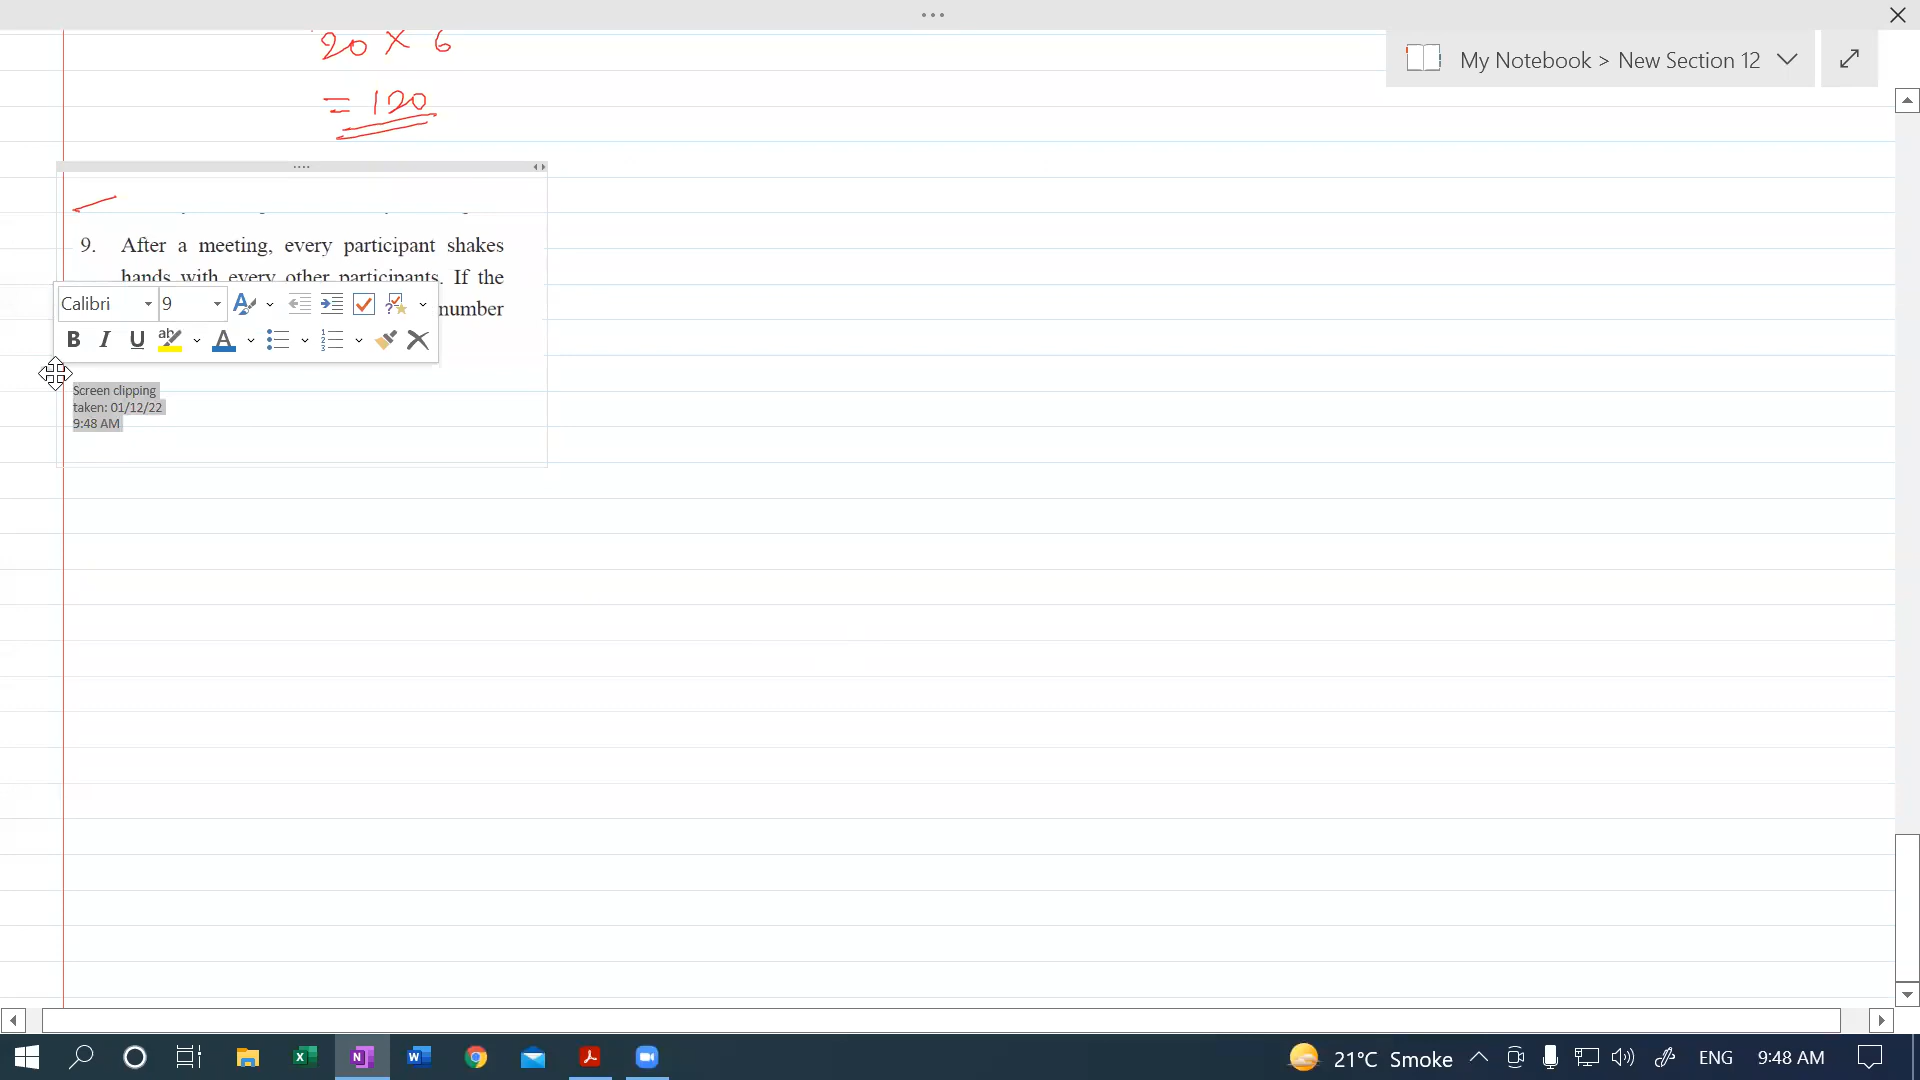 20 × 6
= 120
My Notebook > New Section 12
9. After a meeting, every participant shakes
hands with every other participants. If the
number
Calibri 9
B I U ab A
Screen clipping
taken: 01/12/22
9:48 AM
21°C Smoke ENG 9:48 AM